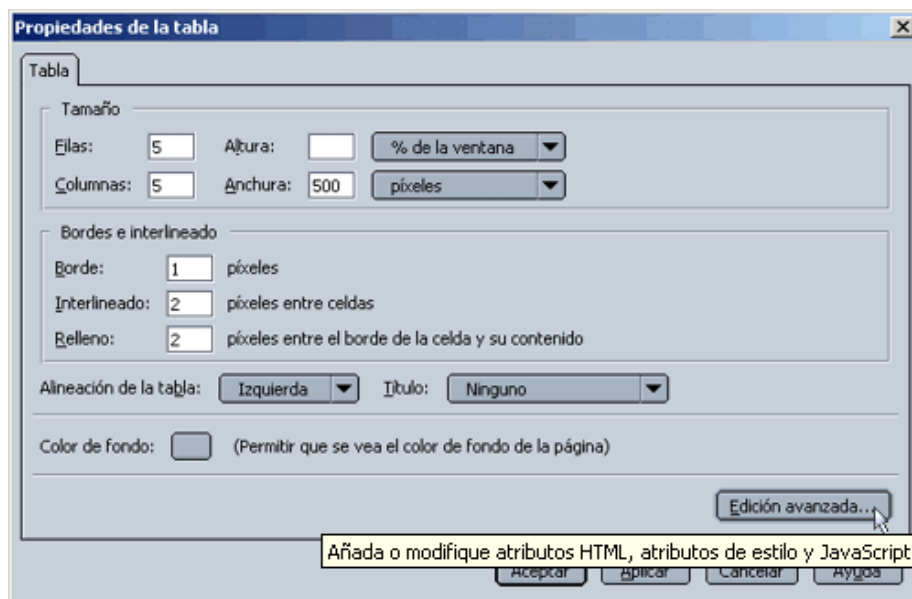 Propiedades de la tabla
Tabla
Tamaño
Filas: 5 Altura: % de la ventana
Columnas: 5 Anchura: 500 píxeles
Bordes e interlineado
Borde: 1 píxeles
Interlineado: 2 píxeles entre celdas
Relleno: 2 píxeles entre el borde de la celda y su contenido
Alineación de la tabla: Izquierda Título: Ninguno
Color de fondo: (Permitir que se vea el color de fondo de la página)
Edición avanzada...
Añada o modifique atributos HTML, atributos de estilo y JavaScript
Aceptar Aplicar Cancelar Ayuda